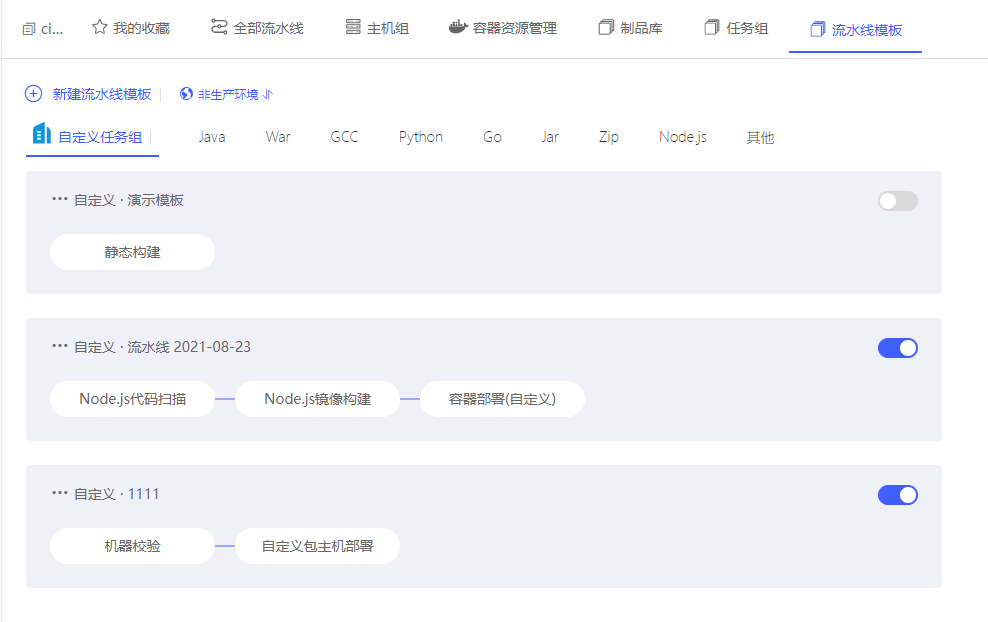 ci... 我的收藏 全部流水线 主机组 容器资源管理 制品库 任务组 流水线模板
新建流水线模板 非生产环境
自定义任务组 Java War GCC Python Go Jar Zip Node.js 其他
··· 自定义 · 演示模板
静态构建
··· 自定义 · 流水线 2021-08-23
Node.js代码扫描 Node.js镜像构建 容器部署(自定义)
··· 自定义 · 1111
机器校验 自定义包主机部署